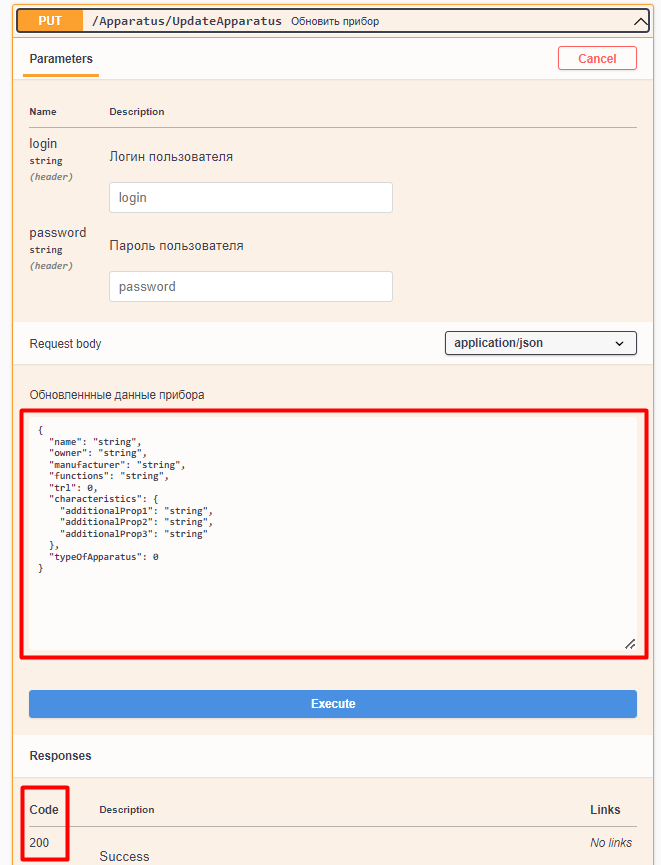 PUT /Apparatus/UpdateApparatus Обновить прибор
Parameters
Cancel
Name Description
login
string
(header)
Логин пользователя
login
password
string
(header)
Пароль пользователя
password
Request body
application/json
Обновленнные данные прибора
{
"name": "string",
"owner": "string",
"manufacturer": "string",
"functions": "string",
"trl": 0,
"characteristics": {
"additionalProp1": "string",
"additionalProp2": "string",
"additionalProp3": "string"
},
"typeOfApparatus": 0
}
Execute
Responses
Code Description Links
200 No links
Success